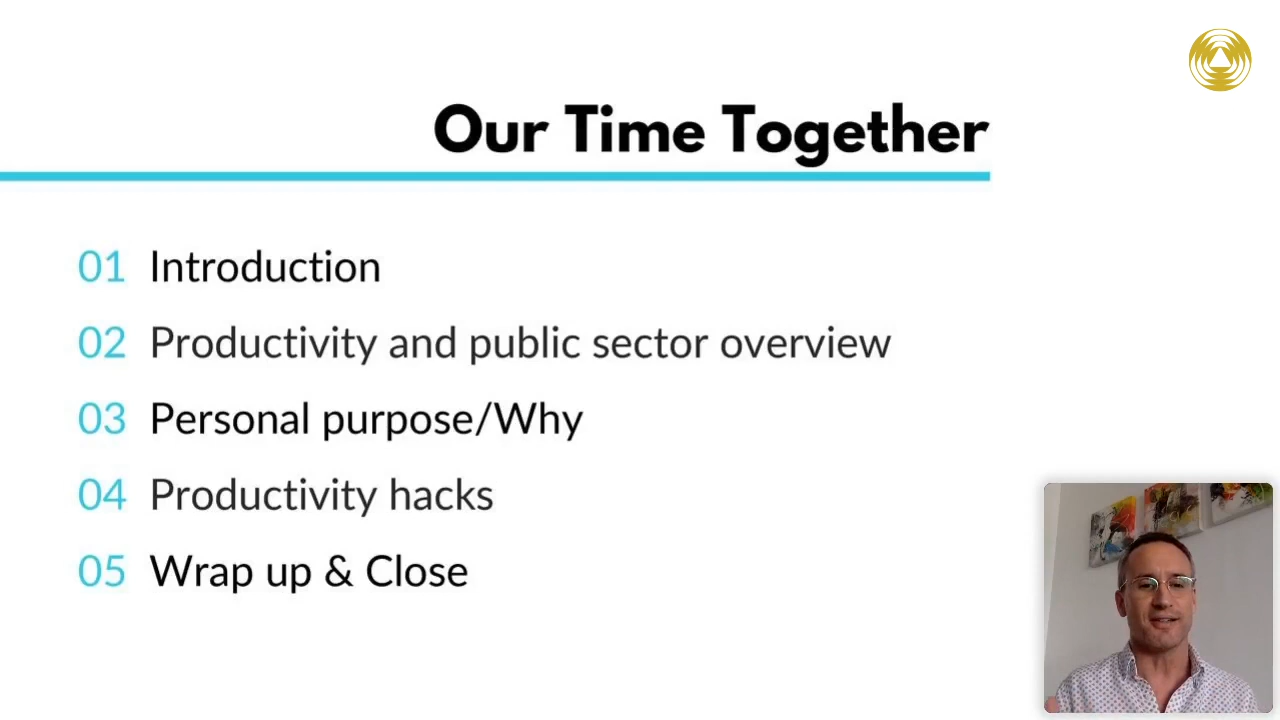 Our Time Together
01 Introduction
02 Productivity and public sector overview
03 Personal purpose/Why
04 Productivity hacks
05 Wrap up & Close